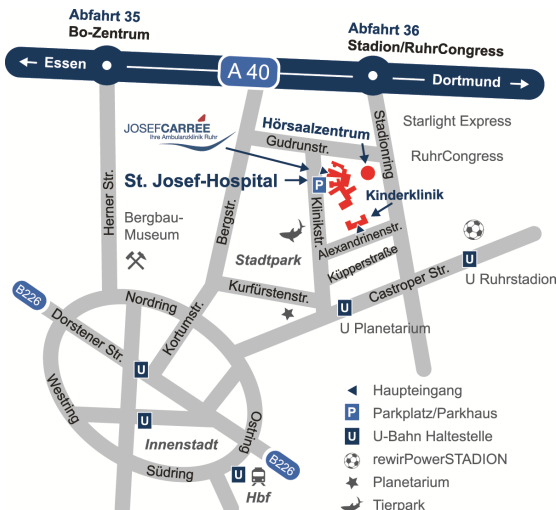 Abfahrt 35
Bo-Zentrum
Abfahrt 36
Stadion/RuhrCongress
Essen
A 40
Dortmund
JOSEFCARRÉE
Ihre Ambulanzklinik Ruhr
Hörsaalzentrum
Gudrunstr.
Stadionring
Starlight Express
RuhrCongress
St. Josef-Hospital
P
Kinderklinik
Herner Str.
Bergstr.
Klinikstr.
Bergbau-
Museum
Stadtpark
Alexandrinenstr.
Küpperstraße
Castroper Str.
U
U Ruhrstadion
B226
Nordring
Kurfürstenstr.
U
U Planetarium
Dorstener Str.
Kortumstr.
U
Westring
U
Innenstadt
Ostring
Südring
B226
U
Hbf
Haupteingang
P Parkplatz/Parkhaus
U U-Bahn Haltestelle
rewirPowerSTADION
Planetarium
Tierpark